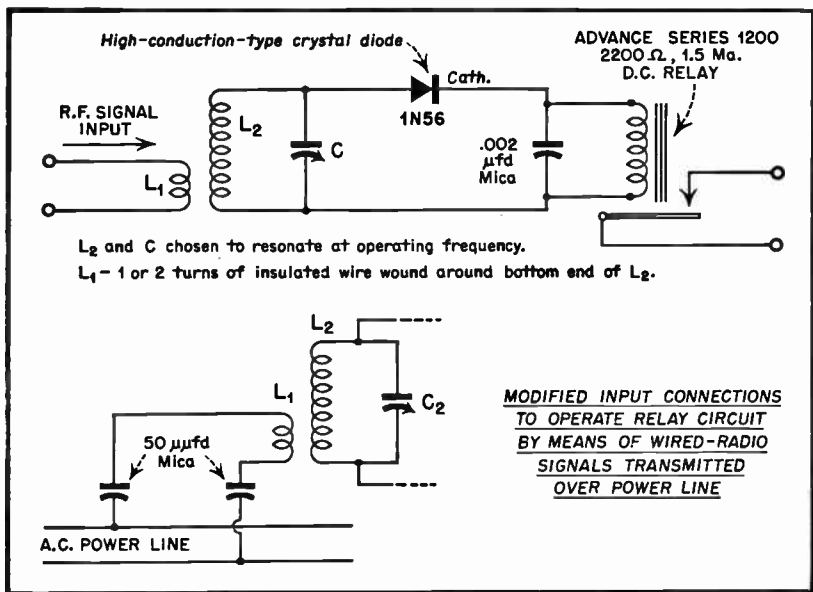 High-conduction-type crystal diode
ADVANCE SERIES 1200
2200 Ω, 1.5 Ma.
D.C. RELAY
R.F. SIGNAL
INPUT
L1
L2
C
Cath.
1N56
.002
μfd
Mica
L2 and C chosen to resonate at operating frequency.
L1 – 1 or 2 turns of insulated wire wound around bottom end of L2.
L2
L1
C2
50 μμfd
Mica
A.C. POWER LINE
MODIFIED INPUT CONNECTIONS
TO OPERATE RELAY CIRCUIT
BY MEANS OF WIRED-RADIO
SIGNALS TRANSMITTED
OVER POWER LINE